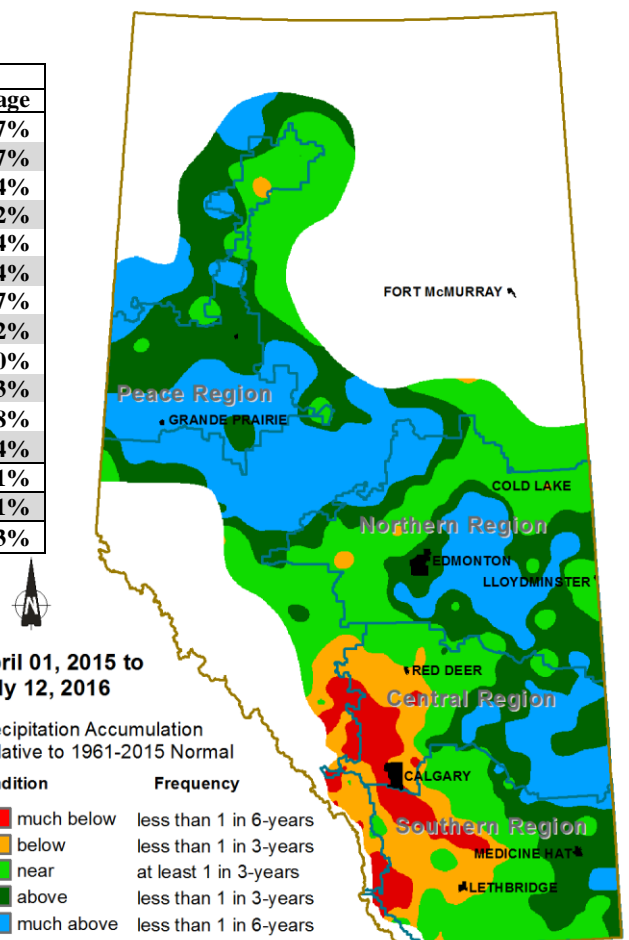 age
7%
7%
4%
2%
4%
4%
7%
2%
0%
3%
8%
4%
1%
1%
3%
FORT McMURRAY
Peace Region
GRANDE PRAIRIE
COLD LAKE
Northern Region
EDMONTON
LLOYDMINSTER
N
ril 01, 2015 to
ly 12, 2016
RED DEER
Central Region
ecipitation Accumulation
lative to 1961-2015 Normal
CALGARY
ndition Frequency
much below less than 1 in 6-years
below less than 1 in 3-years
near at least 1 in 3-years
above less than 1 in 3-years
much above less than 1 in 6-years
Southern Region
MEDICINE HAT
LETHBRIDGE